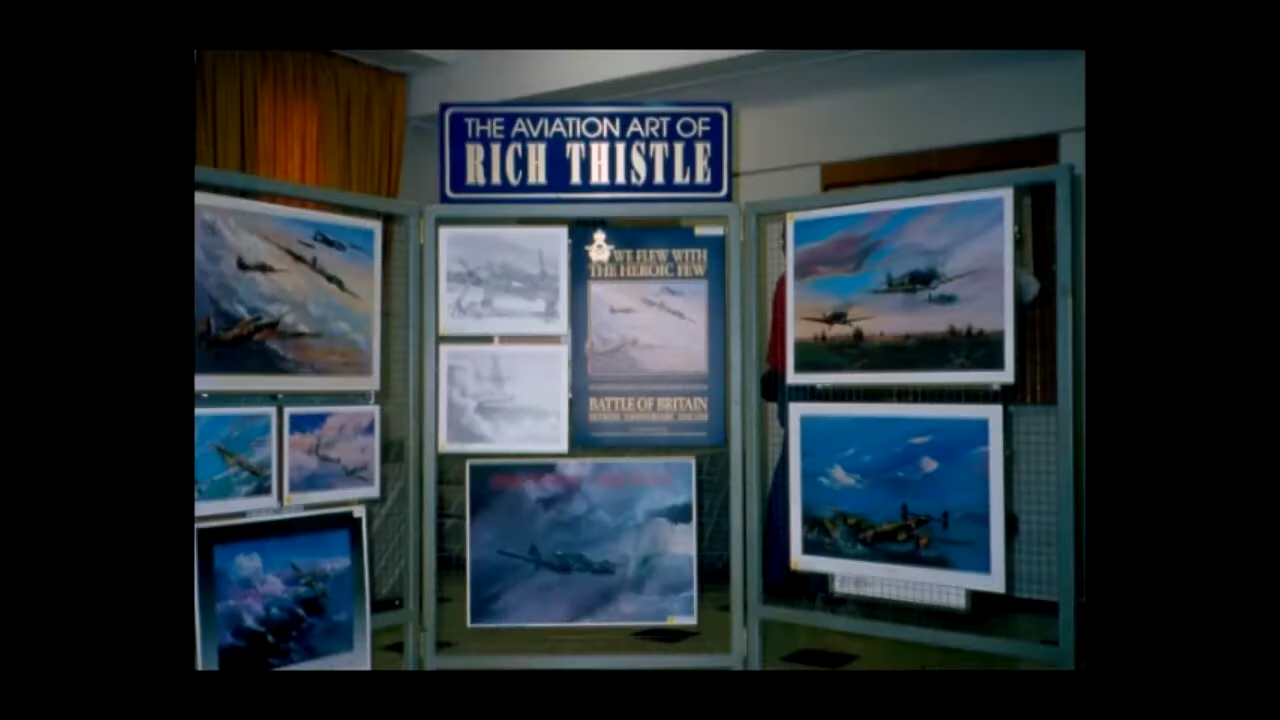 THE AVIATION ART OF
RICH THISTLE
WE FLEW WITH
THE HEROIC FEW
BATTLE OF BRITAIN